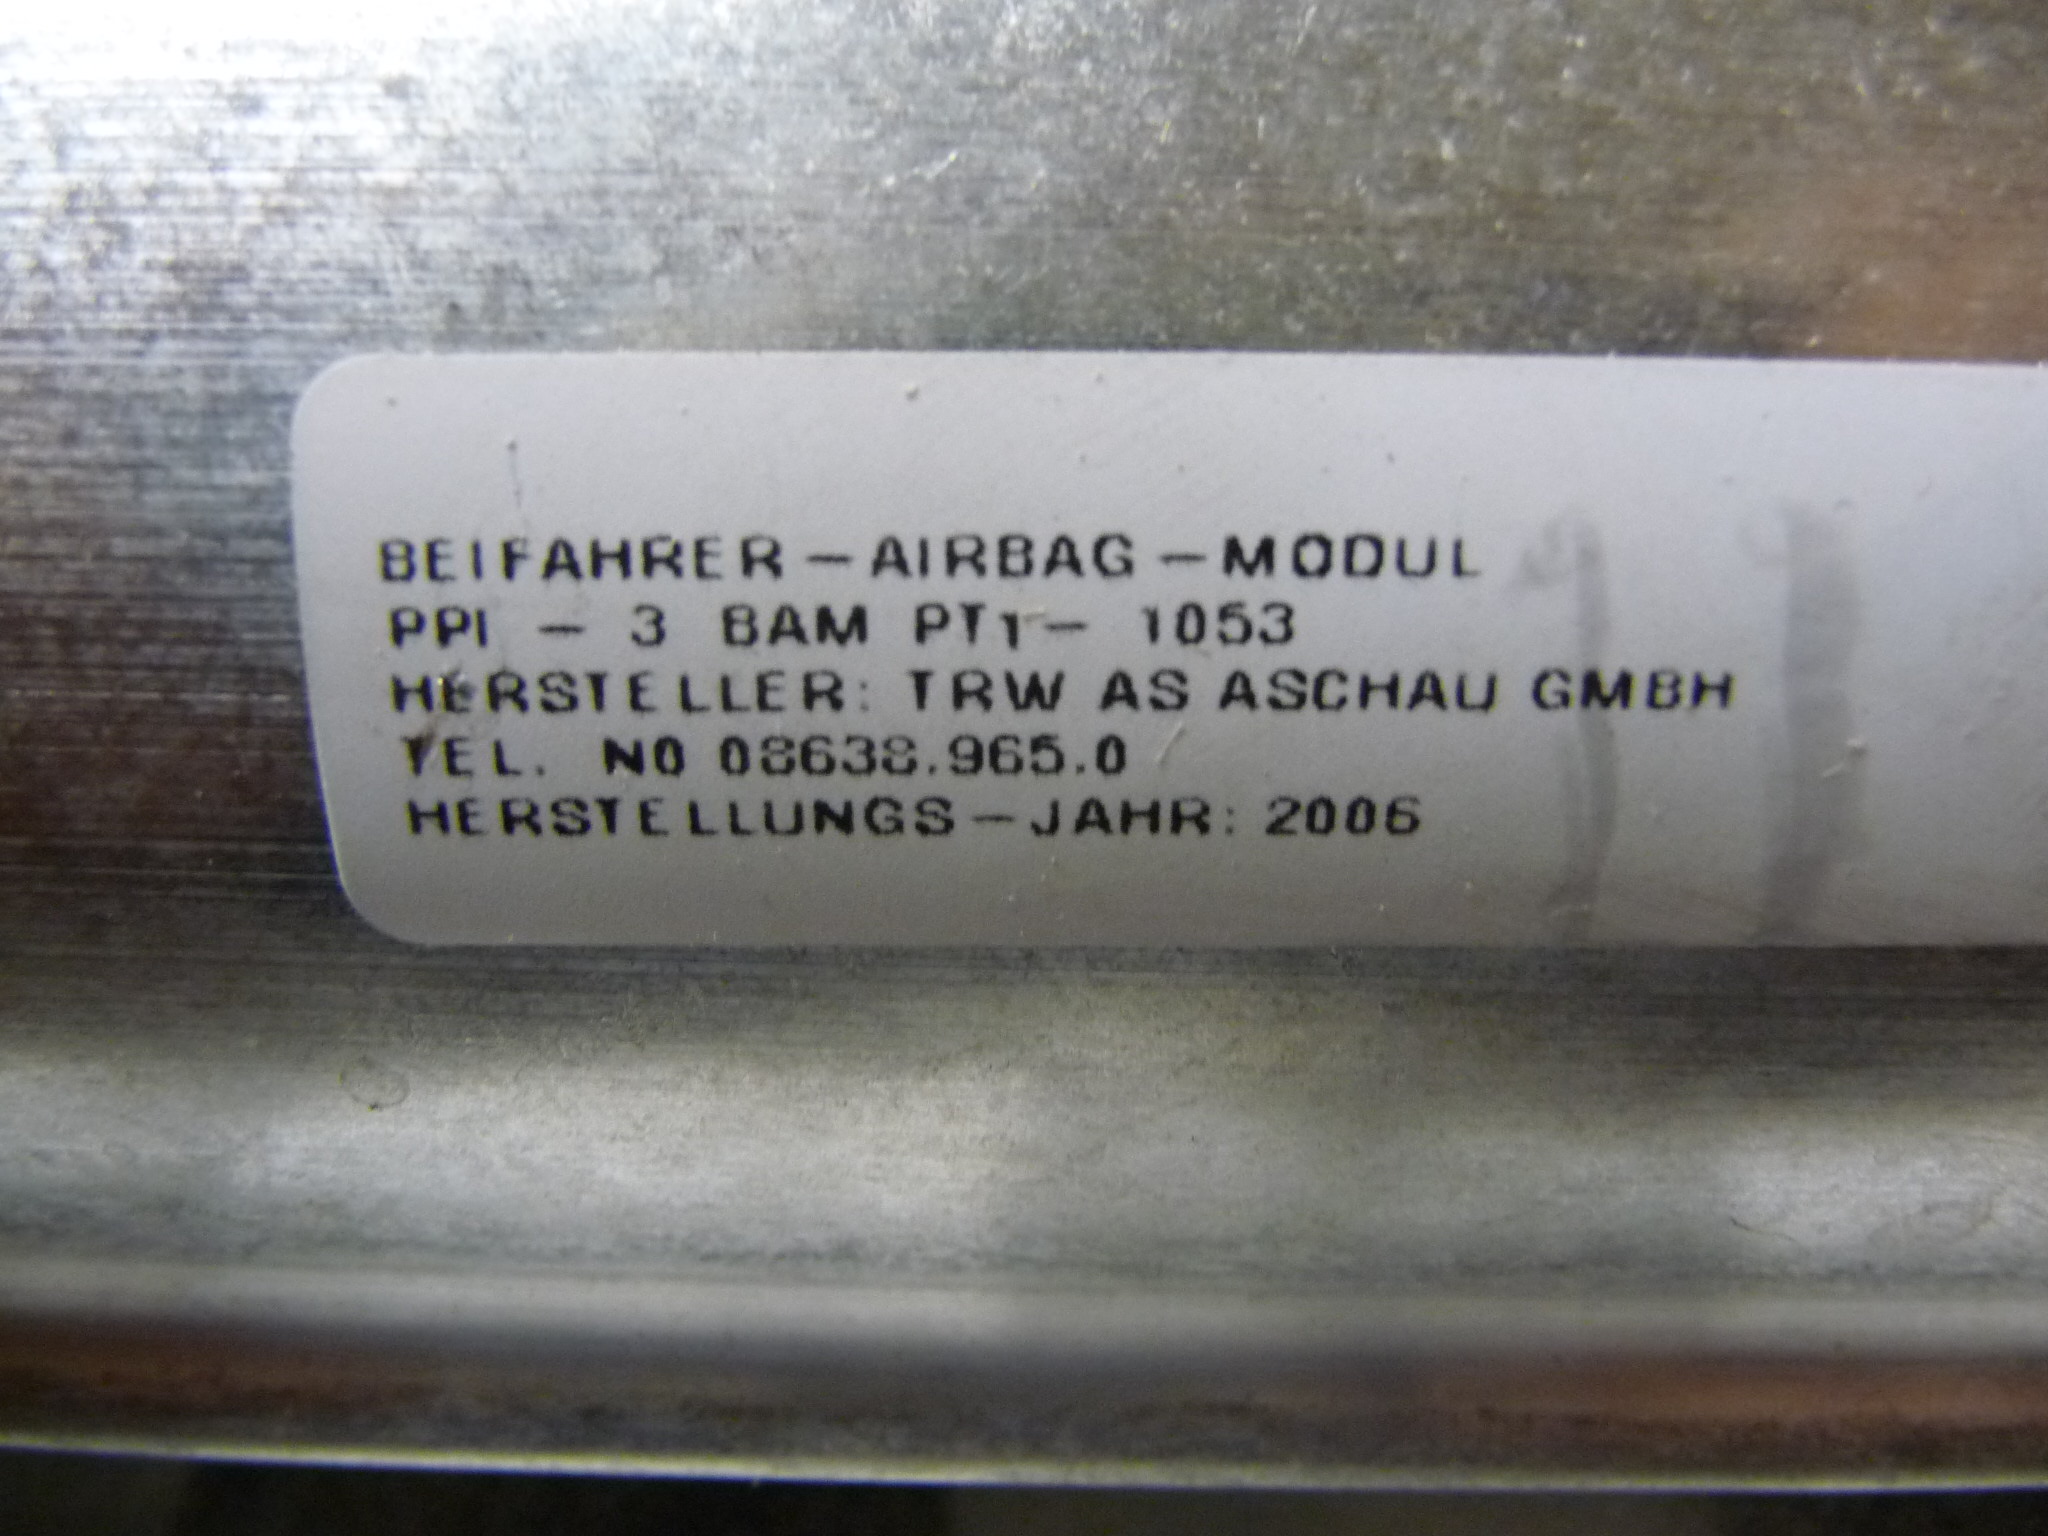 BEIFAHRER-AIRBAG-MODUL
PPI - 3 BAM PT1- 1053
HERSTELLER: TRW AS ASCHAU GMBH
TEL. NO 08638.965.0
HERSTELLUNGS-JAHR: 2006